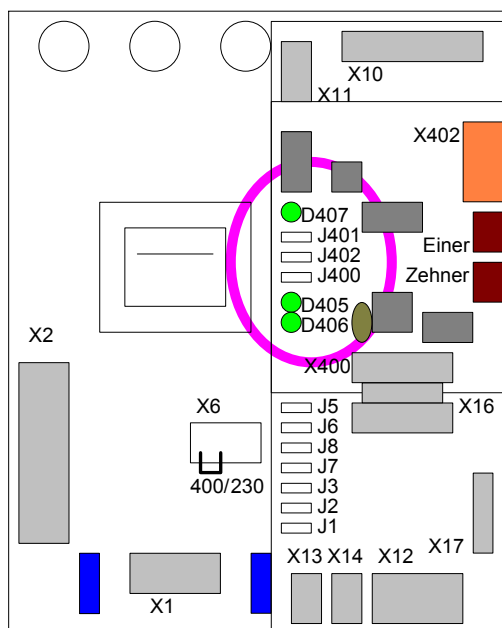 X10
X11
X402
D407
J401
Einer
J402
J400
Zehner
D405
D406
X2
X400
X6
J5
X16
J6
J8
J7
400/230
J3
J2
J1
X17
X13
X14
X12
X1